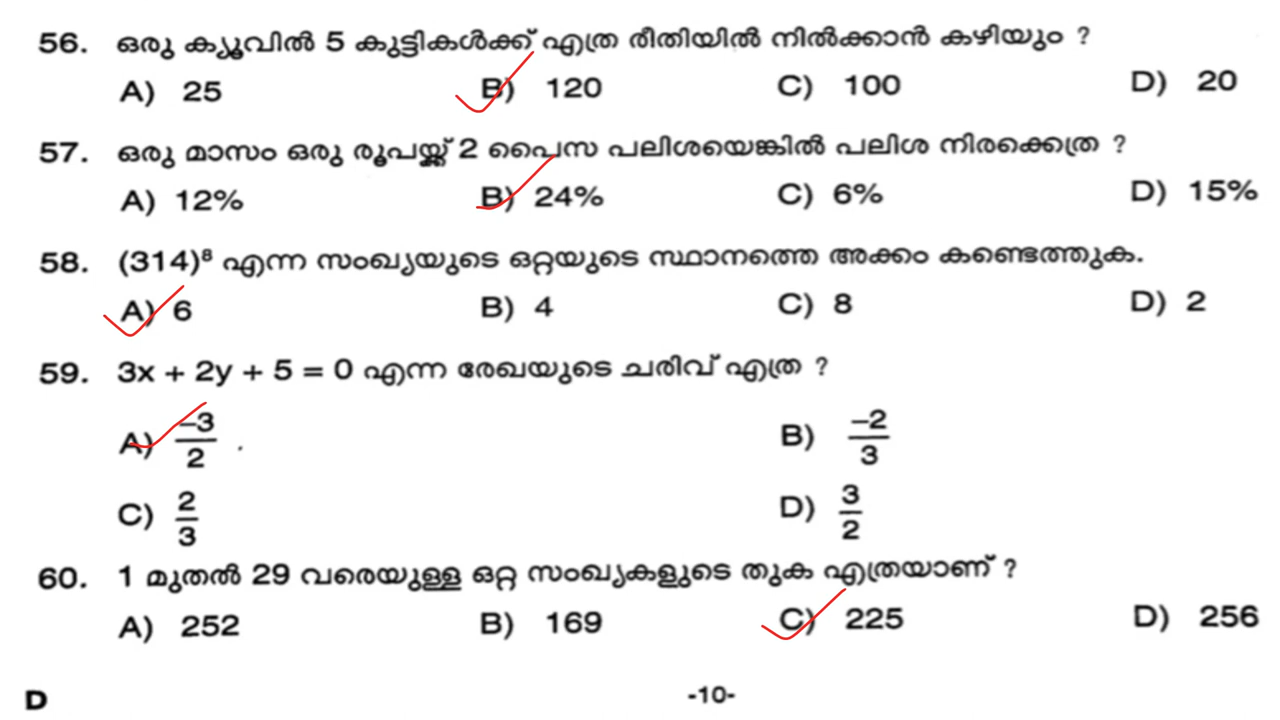 56. ഒരു ക്യൂവിൽ 5 കുട്ടികൾക്ക് എത്ര രീതിയിൽ നിൽക്കാൻ കഴിയും ?
A) 25 B) 120 C) 100 D) 20
57. ഒരു മാസം ഒരു രൂപയ്ക്ക് 2 പൈസ പലിശയെങ്കിൽ പലിശ നിരക്കെത്ര ?
A) 12% B) 24% C) 6% D) 15%
58. (314)⁸ എന്ന സംഖ്യയുടെ ഒറ്റയുടെ സ്ഥാനത്തെ അക്കം കണ്ടെത്തുക.
A) 6 B) 4 C) 8 D) 2
59. 3x + 2y + 5 = 0 എന്ന രേഖയുടെ ചരിവ് എത്ര ?
A) –3/2 B) –2/3
C) 2/3 D) 3/2
60. 1 മുതൽ 29 വരെയുള്ള ഒറ്റ സംഖ്യകളുടെ തുക എത്രയാണ് ?
A) 252 B) 169 C) 225 D) 256
D -10-